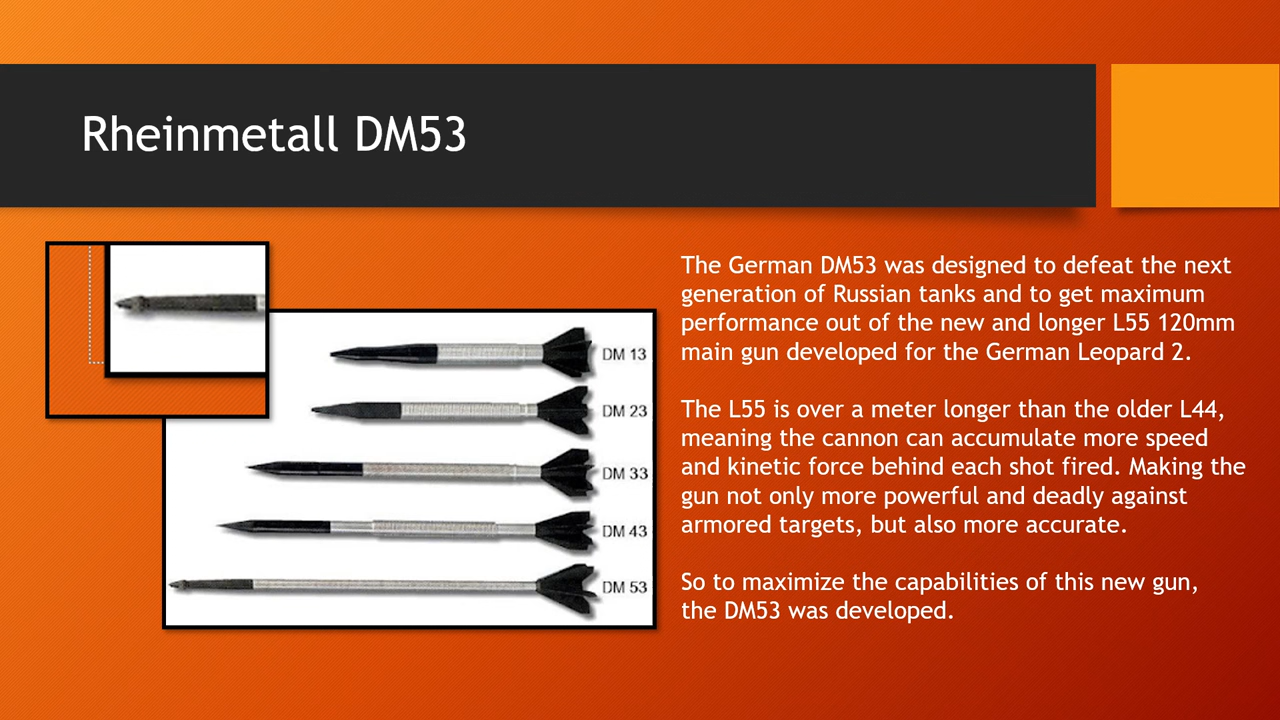 Rheinmetall DM53
The German DM53 was designed to defeat the next
generation of Russian tanks and to get maximum
performance out of the new and longer L55 120mm
main gun developed for the German Leopard 2.
The L55 is over a meter longer than the older L44,
meaning the cannon can accumulate more speed
and kinetic force behind each shot fired. Making the
gun not only more powerful and deadly against
armored targets, but also more accurate.
So to maximize the capabilities of this new gun,
the DM53 was developed.
DM 13
DM 23
DM 33
DM 43
DM 53